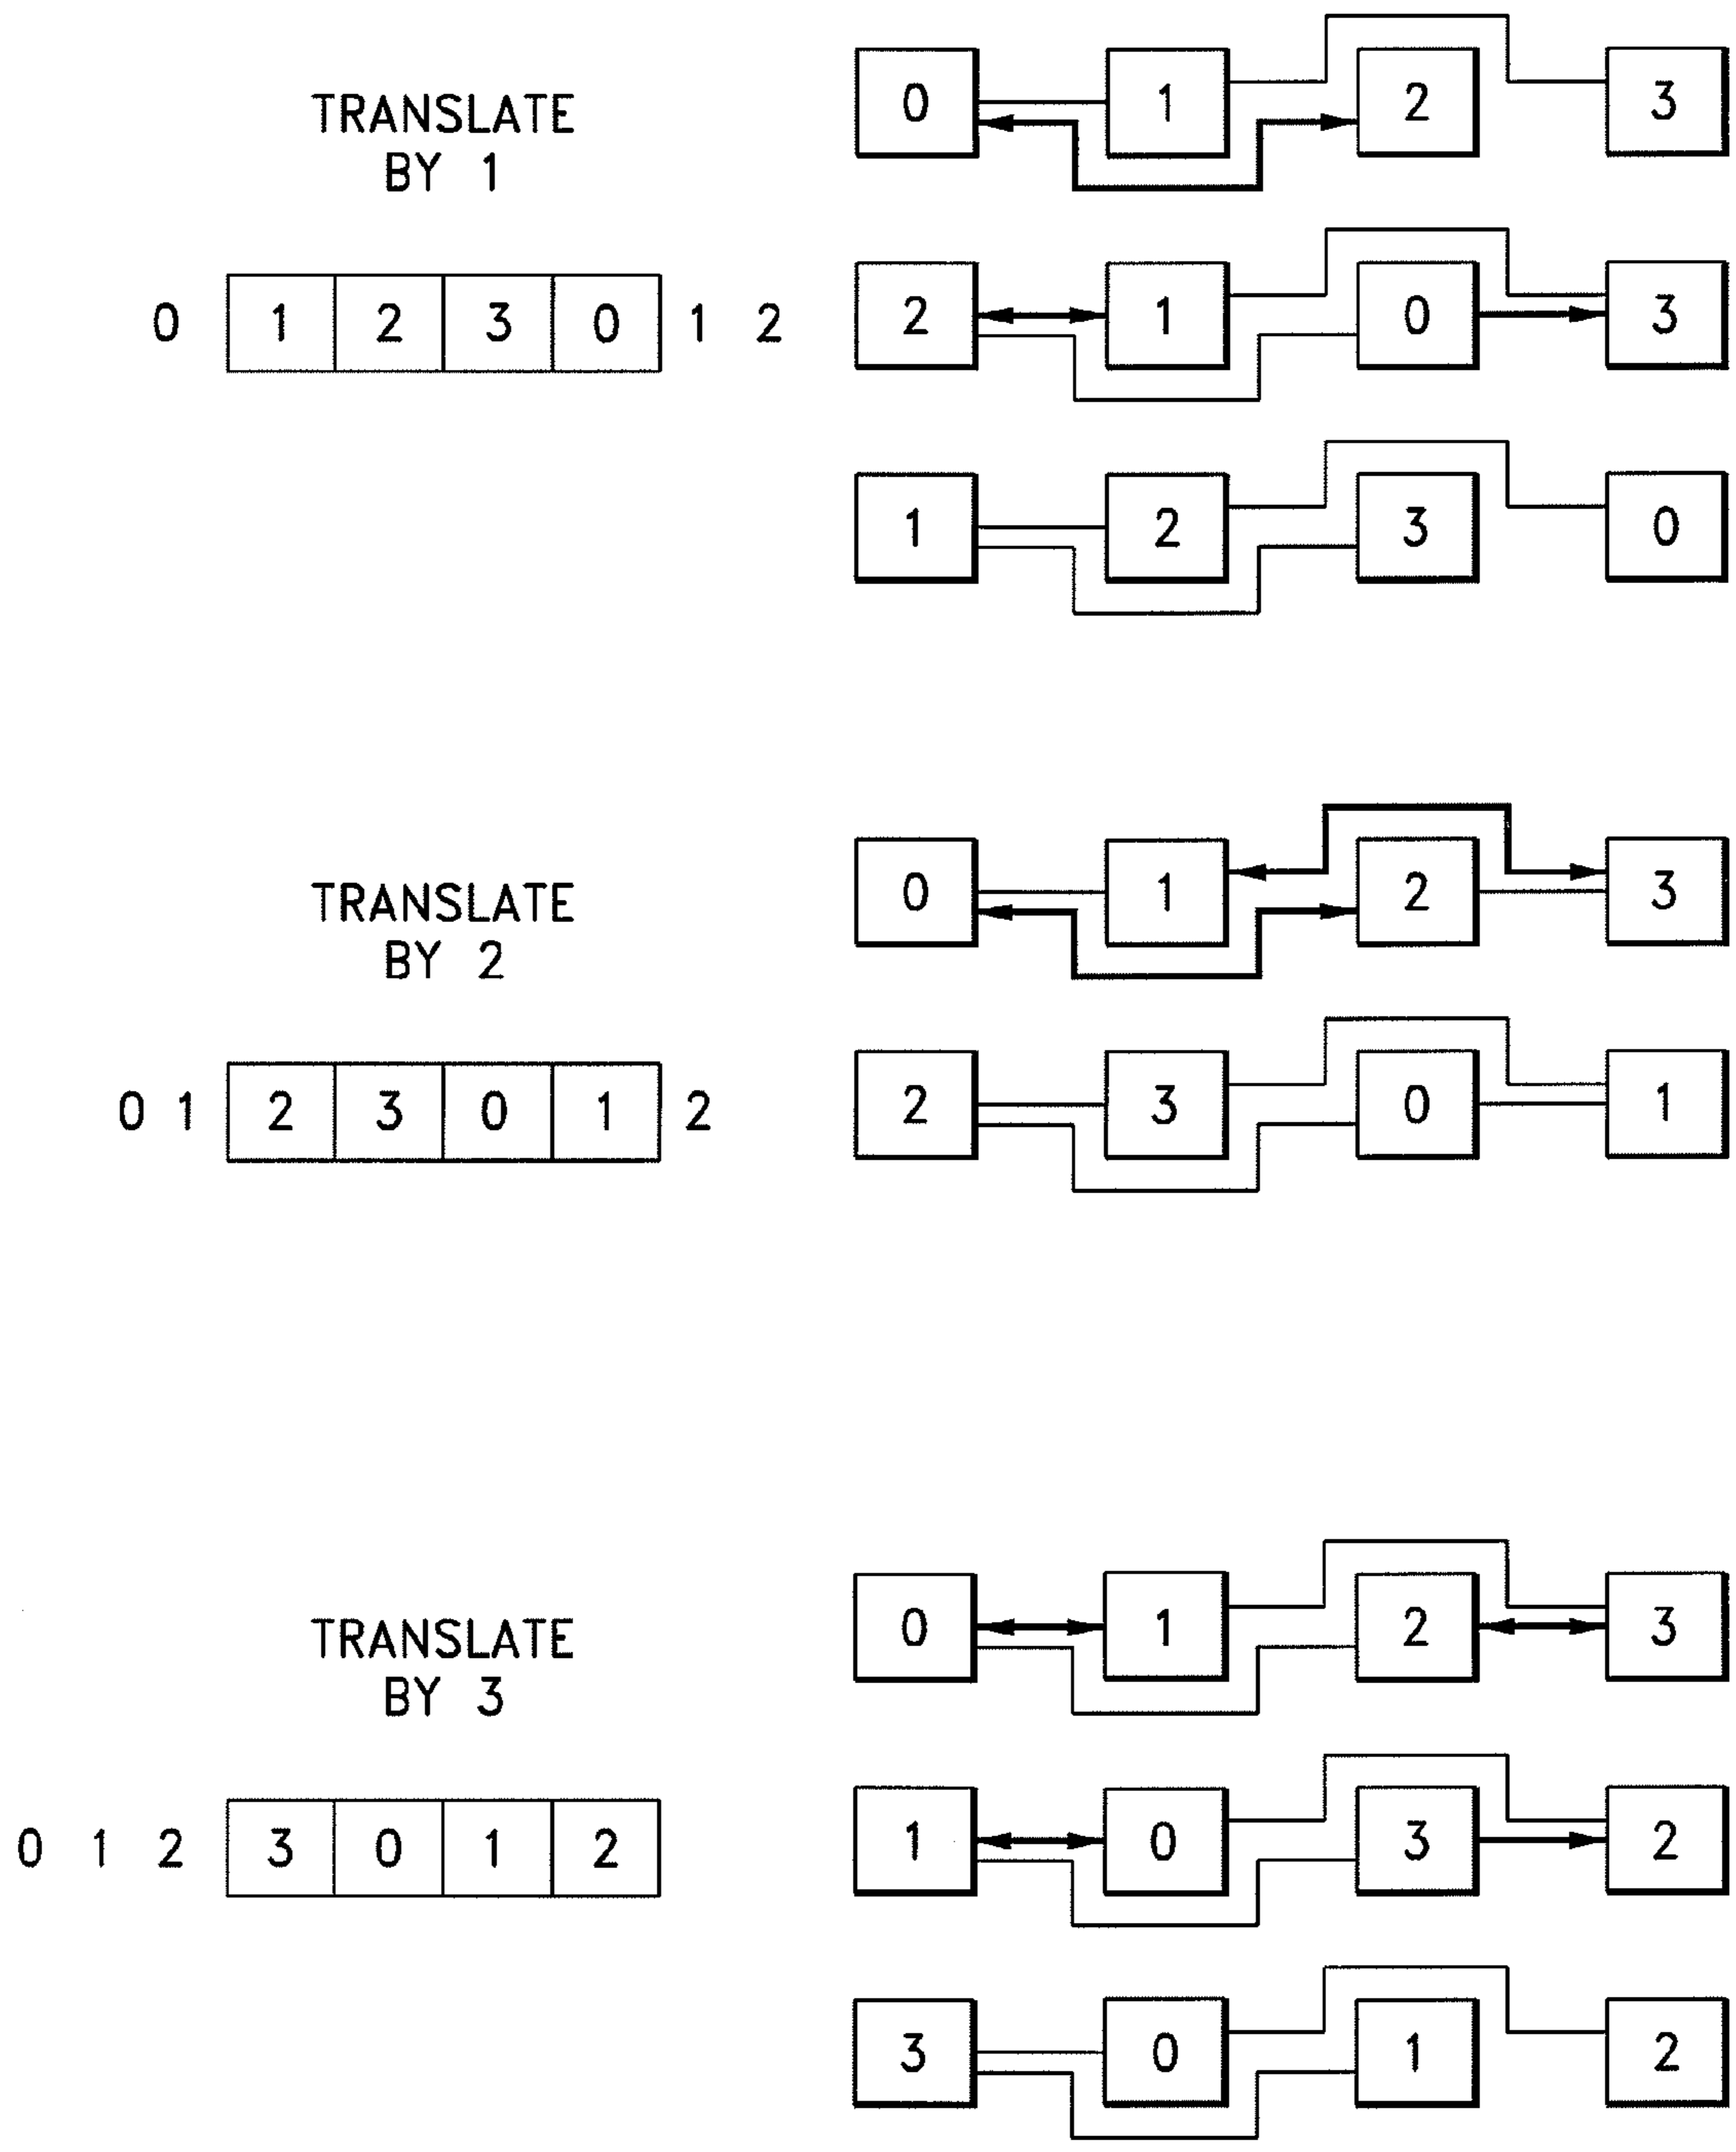 0 1 2 3
TRANSLATE
BY 1
0 1 2 3 0 1 2
2 1 0 3
1 2 3 0
TRANSLATE
BY 2
0 1 2 3
0 1 2 3 0 1 2
2 3 0 1
TRANSLATE
BY 3
0 1 2 3
0 1 2 3 0 1 2
1 0 3 2
3 0 1 2